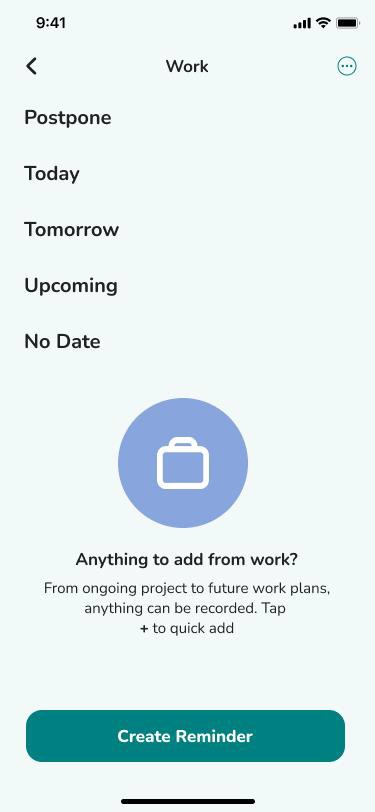 9:41
Work
Postpone
Today
Tomorrow
Upcoming
No Date
Anything to add from work?
From ongoing project to future work plans,
anything can be recorded. Tap
+ to quick add
Create Reminder